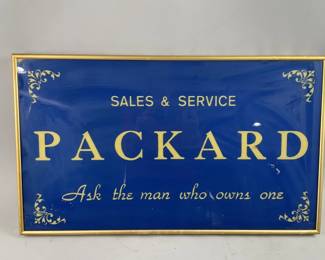 SALES & SERVICE
PACKARD
Ask the man who owns one